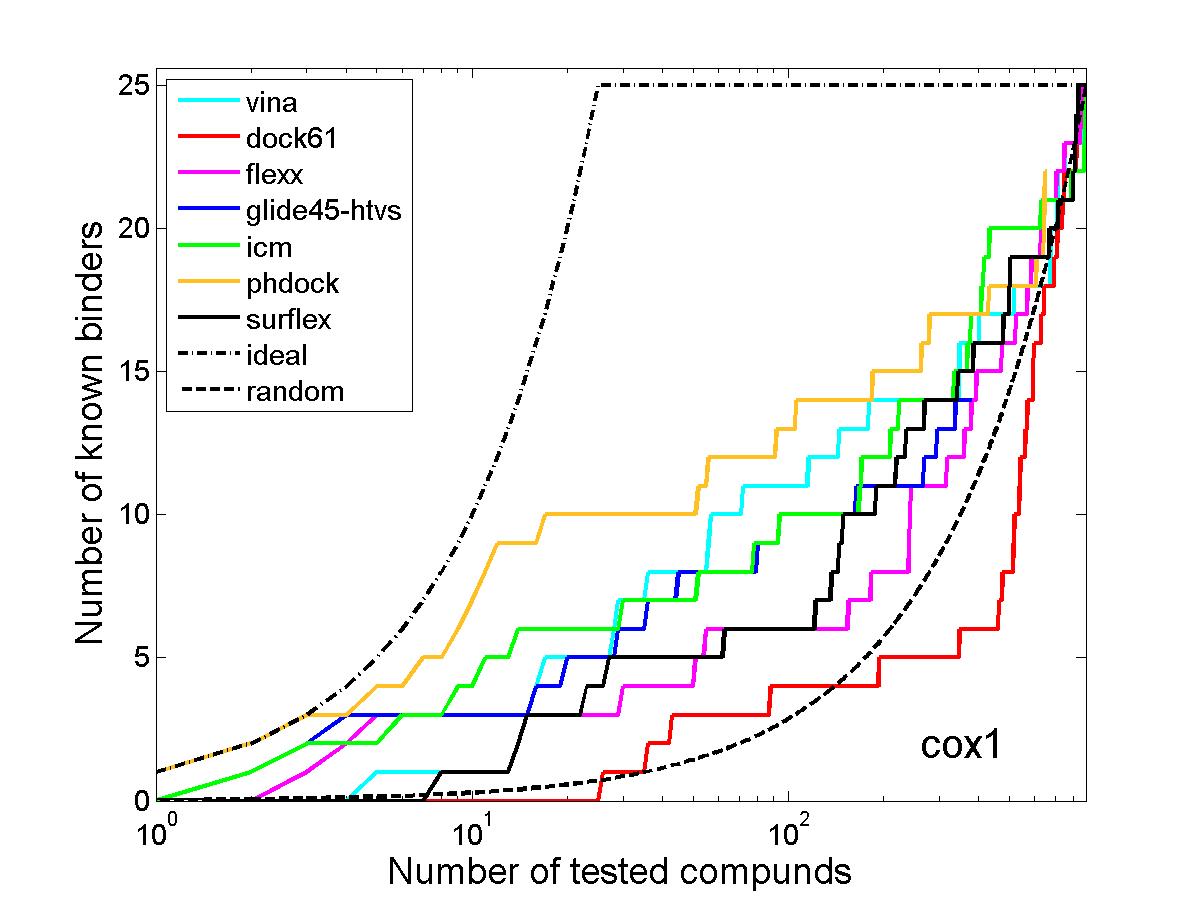 25
20
15
10
5
0
Number of known binders
vina
dock61
flexx
glide45-htvs
icm
phdock
surflex
ideal
random
cox1
10^0
10^1
10^2
Number of tested compunds